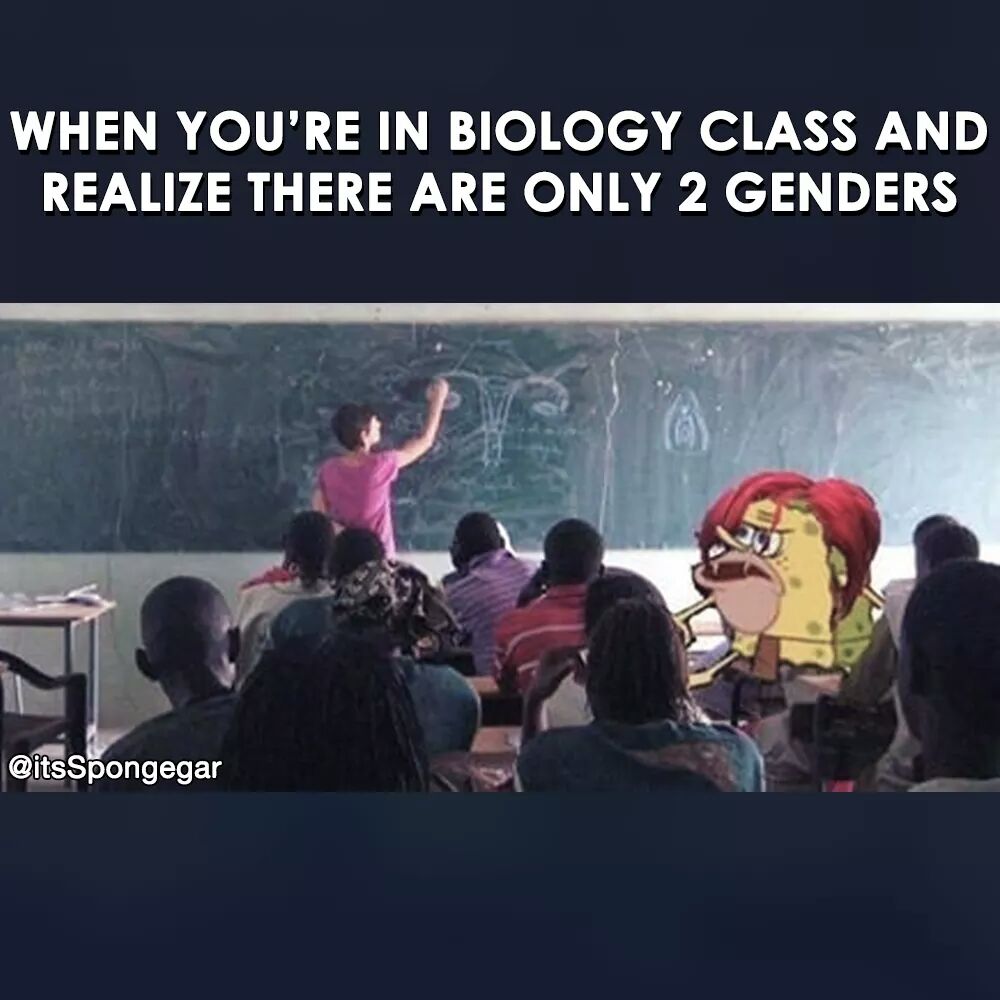 WHEN YOU’RE IN BIOLOGY CLASS AND
REALIZE THERE ARE ONLY 2 GENDERS
@itsSpongegar